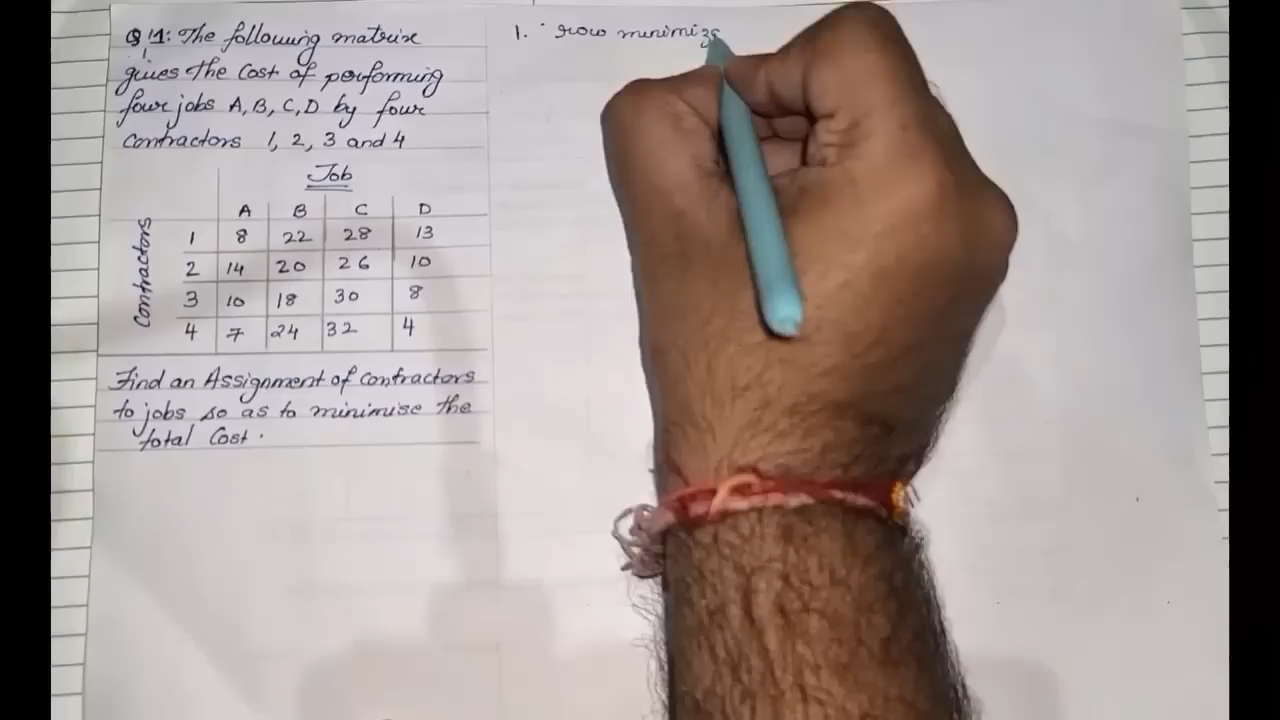 Q 1: The following matrix
gives the cost of performing
four jobs A, B, C, D by four
contractors 1, 2, 3 and 4
Job
A B C D
Contractors
1 8 22 28 13
2 14 20 26 10
3 10 18 30 8
4 7 24 32 4
Find an Assignment of contractors
to jobs so as to minimise the
total cost.
1. row minimiz